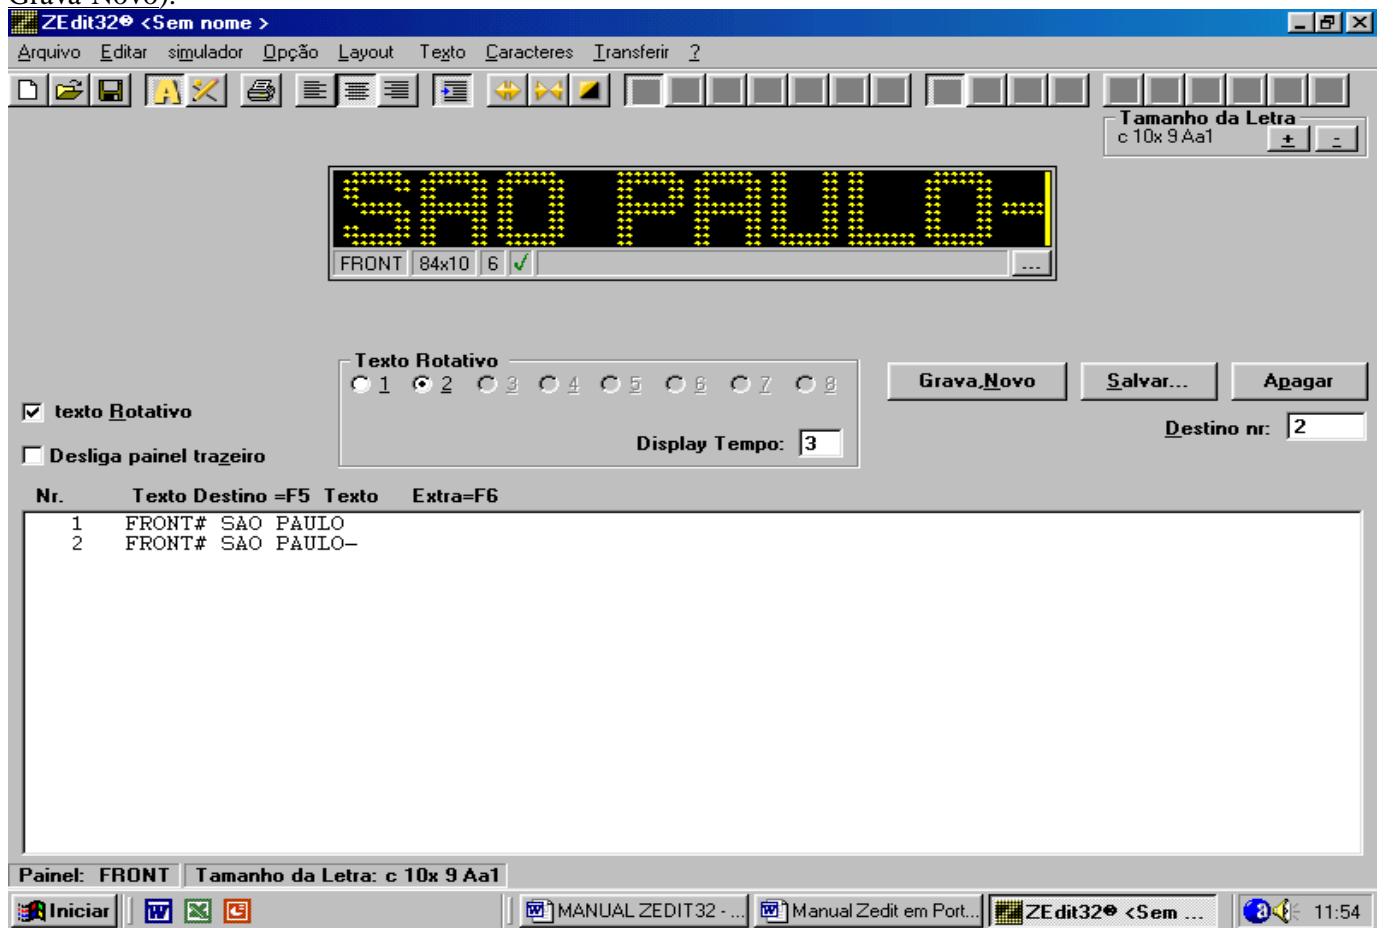 Grava Novo).
ZEdit32® <Sem nome >
Arquivo Editar simulador Opção Layout Texto Caracteres Transferir ?
Tamanho da Letra
c 10x 9 Aa1 + -
SAO PAULO-
FRONT 84x10 6 ...
Texto Rotativo
1 2 3 4 5 6 7 8
Grava,Novo Salvar... Apagar
texto Rotativo
Destino nr: 2
Display Tempo: 3
Desliga painel trazeiro
Nr. Texto Destino =F5 Texto Extra=F6
1 FRONT# SAO PAULO
2 FRONT# SAO PAULO-
Painel: FRONT Tamanho da Letra: c 10x 9 Aa1
Iniciar MANUAL ZEDIT32 - ... Manual Zedit em Port... ZEdit32® <Sem ... 11:54